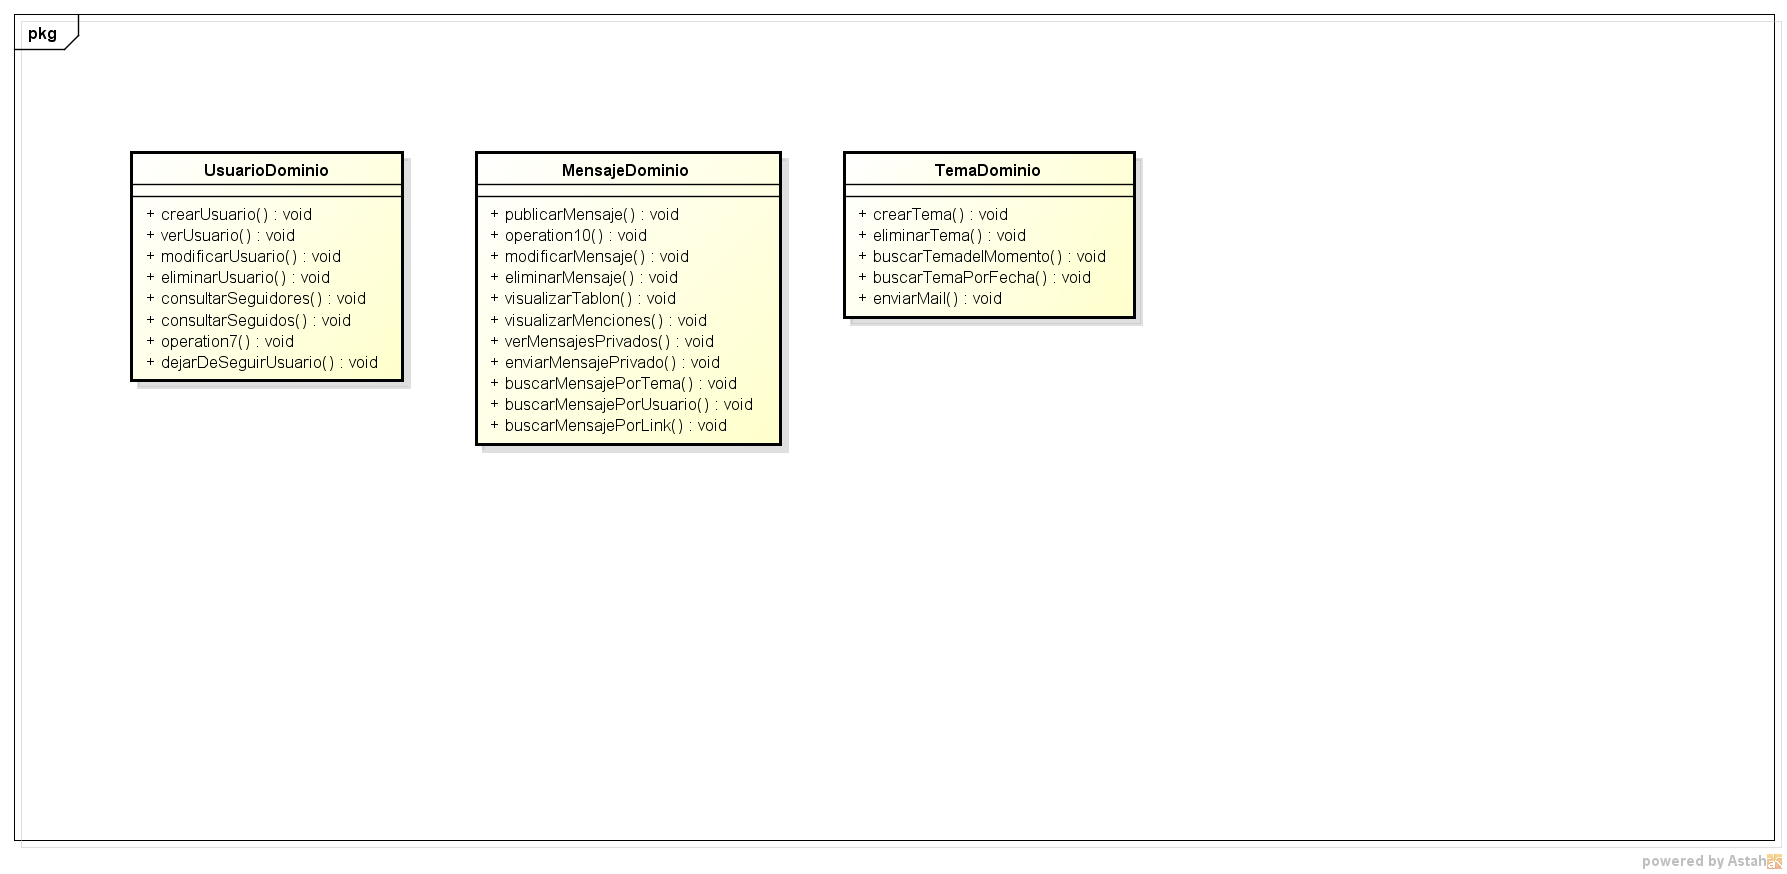 pkg
UsuarioDominio
+ crearUsuario() : void
+ verUsuario() : void
+ modificarUsuario() : void
+ eliminarUsuario() : void
+ consultarSeguidores() : void
+ consultarSeguidos() : void
+ operation7() : void
+ dejarDeSeguirUsuario() : void
MensajeDominio
+ publicarMensaje() : void
+ operation10() : void
+ modificarMensaje() : void
+ eliminarMensaje() : void
+ visualizarTablon() : void
+ visualizarMenciones() : void
+ verMensajesPrivados() : void
+ enviarMensajePrivado() : void
+ buscarMensajePorTema() : void
+ buscarMensajePorUsuario() : void
+ buscarMensajePorLink() : void
TemaDominio
+ crearTema() : void
+ eliminarTema() : void
+ buscarTemadelMomento() : void
+ buscarTemaPorFecha() : void
+ enviarMail() : void
powered by Astah